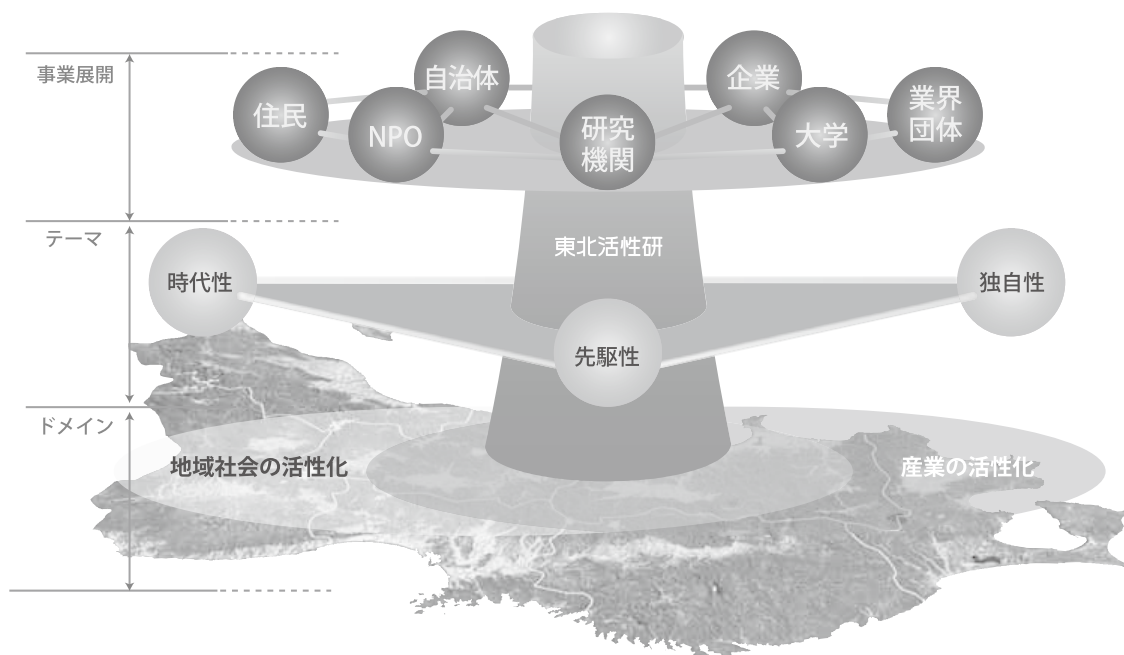 事業展開
自治体
企業
住民
NPO
研究
機関
大学
業界
団体
テーマ
東北活性研
時代性
独自性
先駆性
ドメイン
地域社会の活性化
産業の活性化